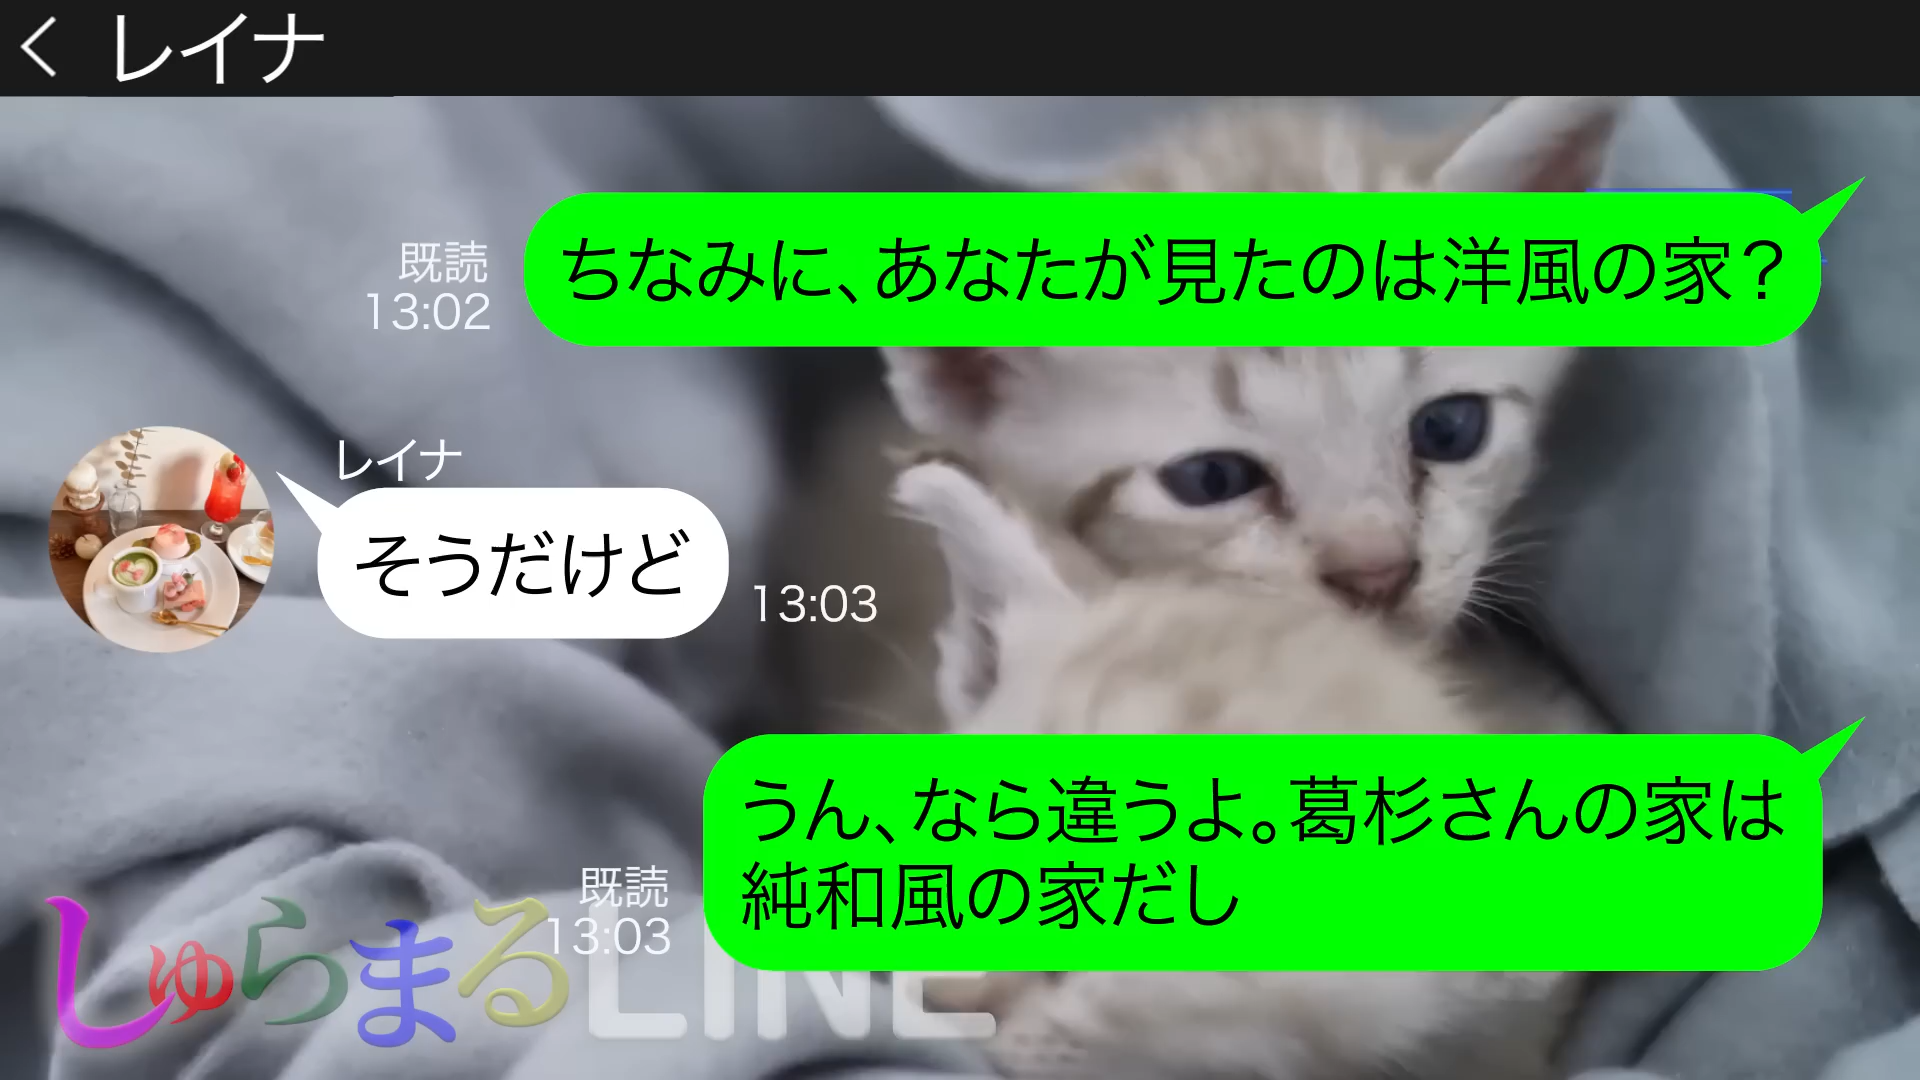 レイナ
ちなみに、あなたが見たのは洋風の家？
既読
13:02
レイナ
そうだけど
13:03
うん、なら違うよ。葛杉さんの家は
純和風の家だし
既読
13:03
しゅらまるLINE